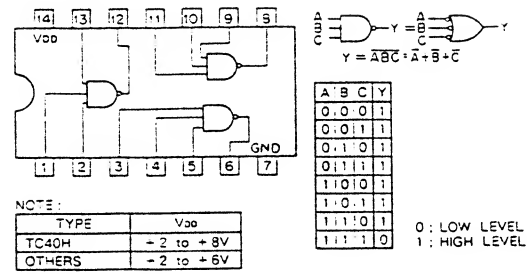 14 13 12 11 10 9 8
VDD
GND
1 2 3 4 5 6 7
A
B
C
Y
=
A
B
C
Y
Y = A̅B̅C̅ = A̅+B̅+C̅
A B C Y
0 0 0 1
0 0 1 1
0 1 0 1
0 1 1 1
1 0 0 1
1 0 1 1
1 1 0 1
1 1 1 0
0 : LOW LEVEL
1 : HIGH LEVEL
NOTE :
TYPE VDD
TC40H +2 to +8V
OTHERS +2 to +6V